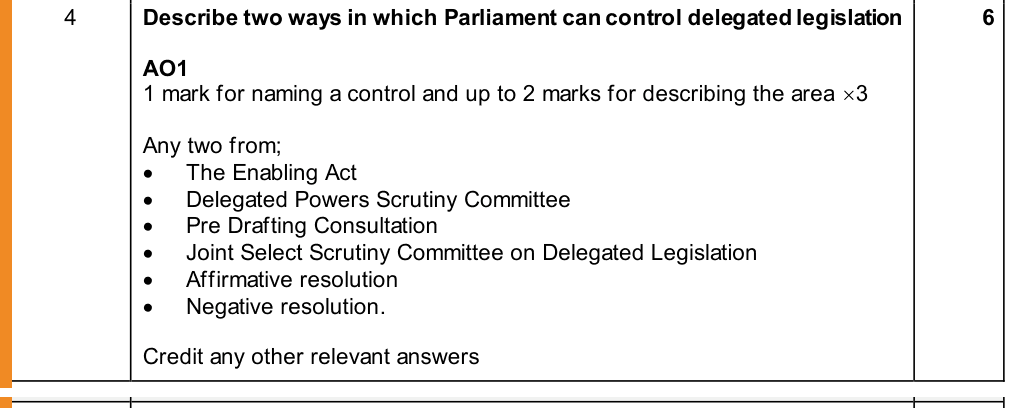 4 Describe two ways in which Parliament can control delegated legislation 6
AO1
1 mark for naming a control and up to 2 marks for describing the area ×3
Any two from;
• The Enabling Act
• Delegated Powers Scrutiny Committee
• Pre Drafting Consultation
• Joint Select Scrutiny Committee on Delegated Legislation
• Affirmative resolution
• Negative resolution.
Credit any other relevant answers